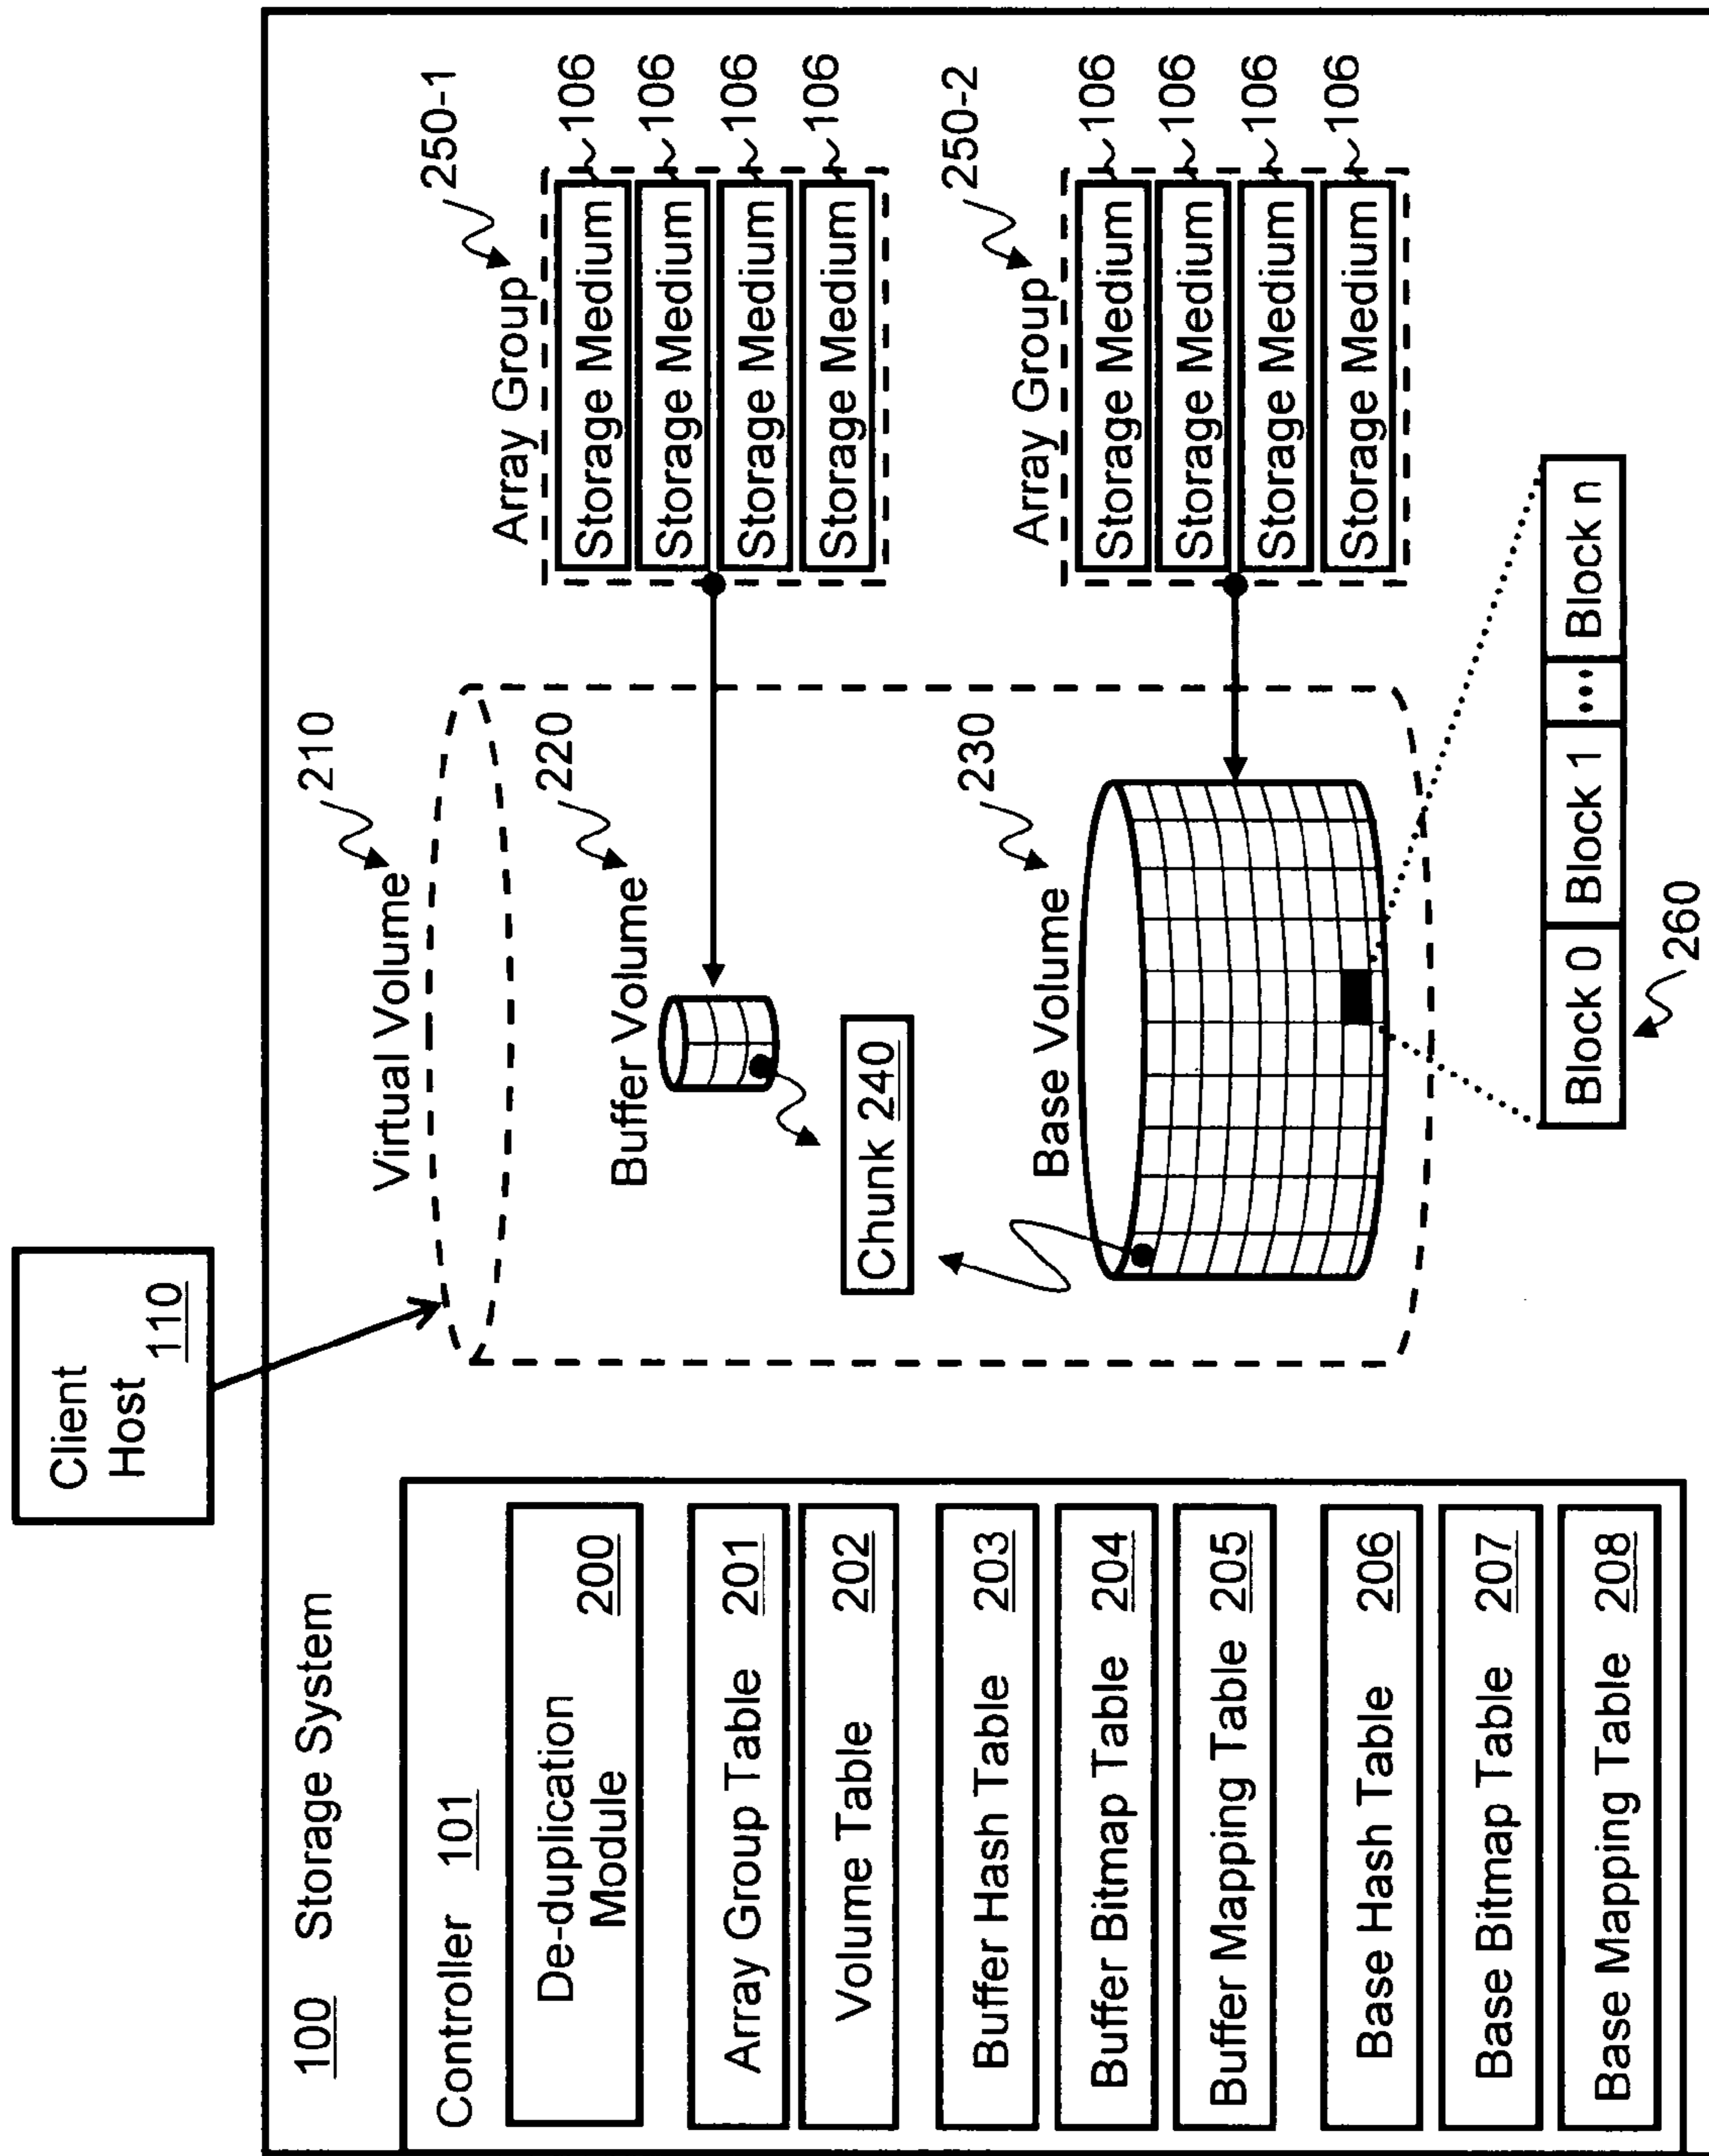 Client
Host 110
100 Storage System
Controller 101
De-duplication
Module 200
Array Group Table 201
Volume Table 202
Buffer Hash Table 203
Buffer Bitmap Table 204
Buffer Mapping Table 205
Base Hash Table 206
Base Bitmap Table 207
Base Mapping Table 208
Virtual Volume 210
Buffer Volume 220
Chunk 240
Base Volume 230
Block 0 Block 1 ... Block n
260
Array Group 250-1
Storage Medium 106
Storage Medium 106
Storage Medium 106
Storage Medium 106
Array Group 250-2
Storage Medium 106
Storage Medium 106
Storage Medium 106
Storage Medium 106